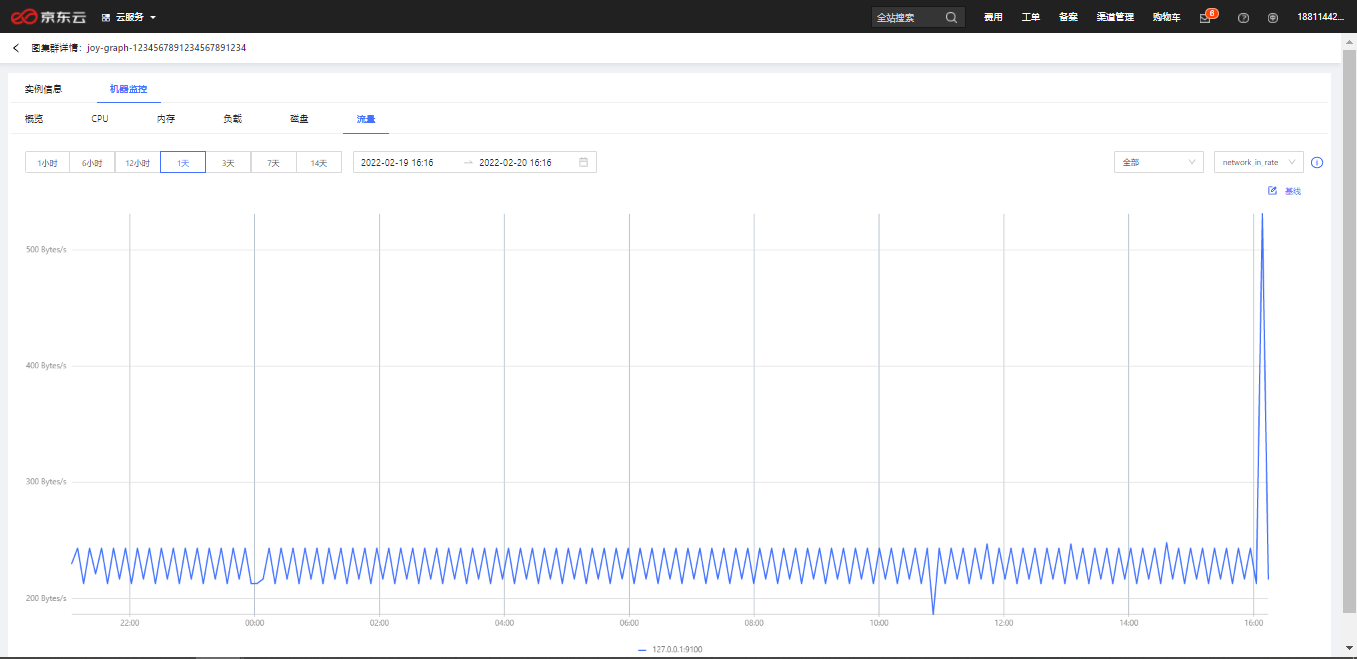 京东云 云服务 全站搜索 费用 工单 备案 渠道管理 购物车 6 18811442...
图集群详情：joy-graph-1234567891234567891234
实例信息 机器监控
概览 CPU 内存 负载 磁盘 流量
1小时 6小时 12小时 1天 3天 7天 14天 2022-02-19 16:16 2022-02-20 16:16 全部 network_in_rate
基线
500 Bytes/s
400 Bytes/s
300 Bytes/s
200 Bytes/s
22:00 00:00 02:00 04:00 06:00 08:00 10:00 12:00 14:00 16:00
127.0.0.1:9100